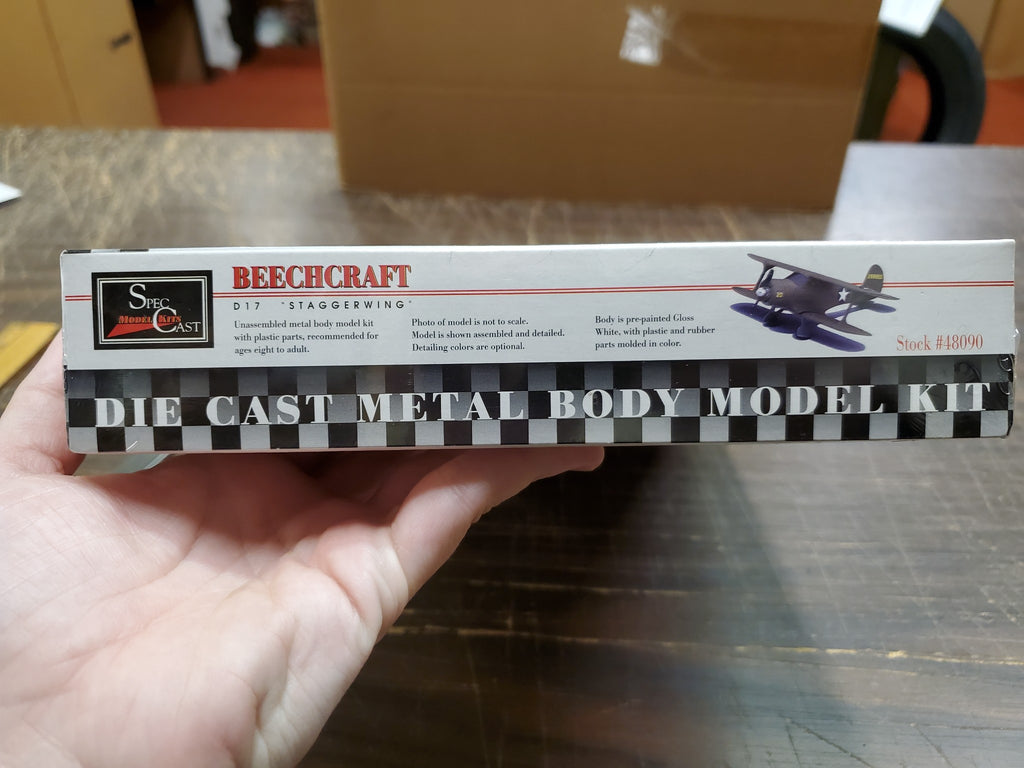 SPEC
MODEL KITS
CAST
BEECHCRAFT
D17 "STAGGERWING"
Unassembled metal body model kit
with plastic parts, recommended for
ages eight to adult.
Photo of model is not to scale.
Model is shown assembled and detailed.
Detailing colors are optional.
Body is pre-painted Gloss
White, with plastic and rubber
parts molded in color.
Stock #48090
DIE CAST METAL BODY MODEL KIT